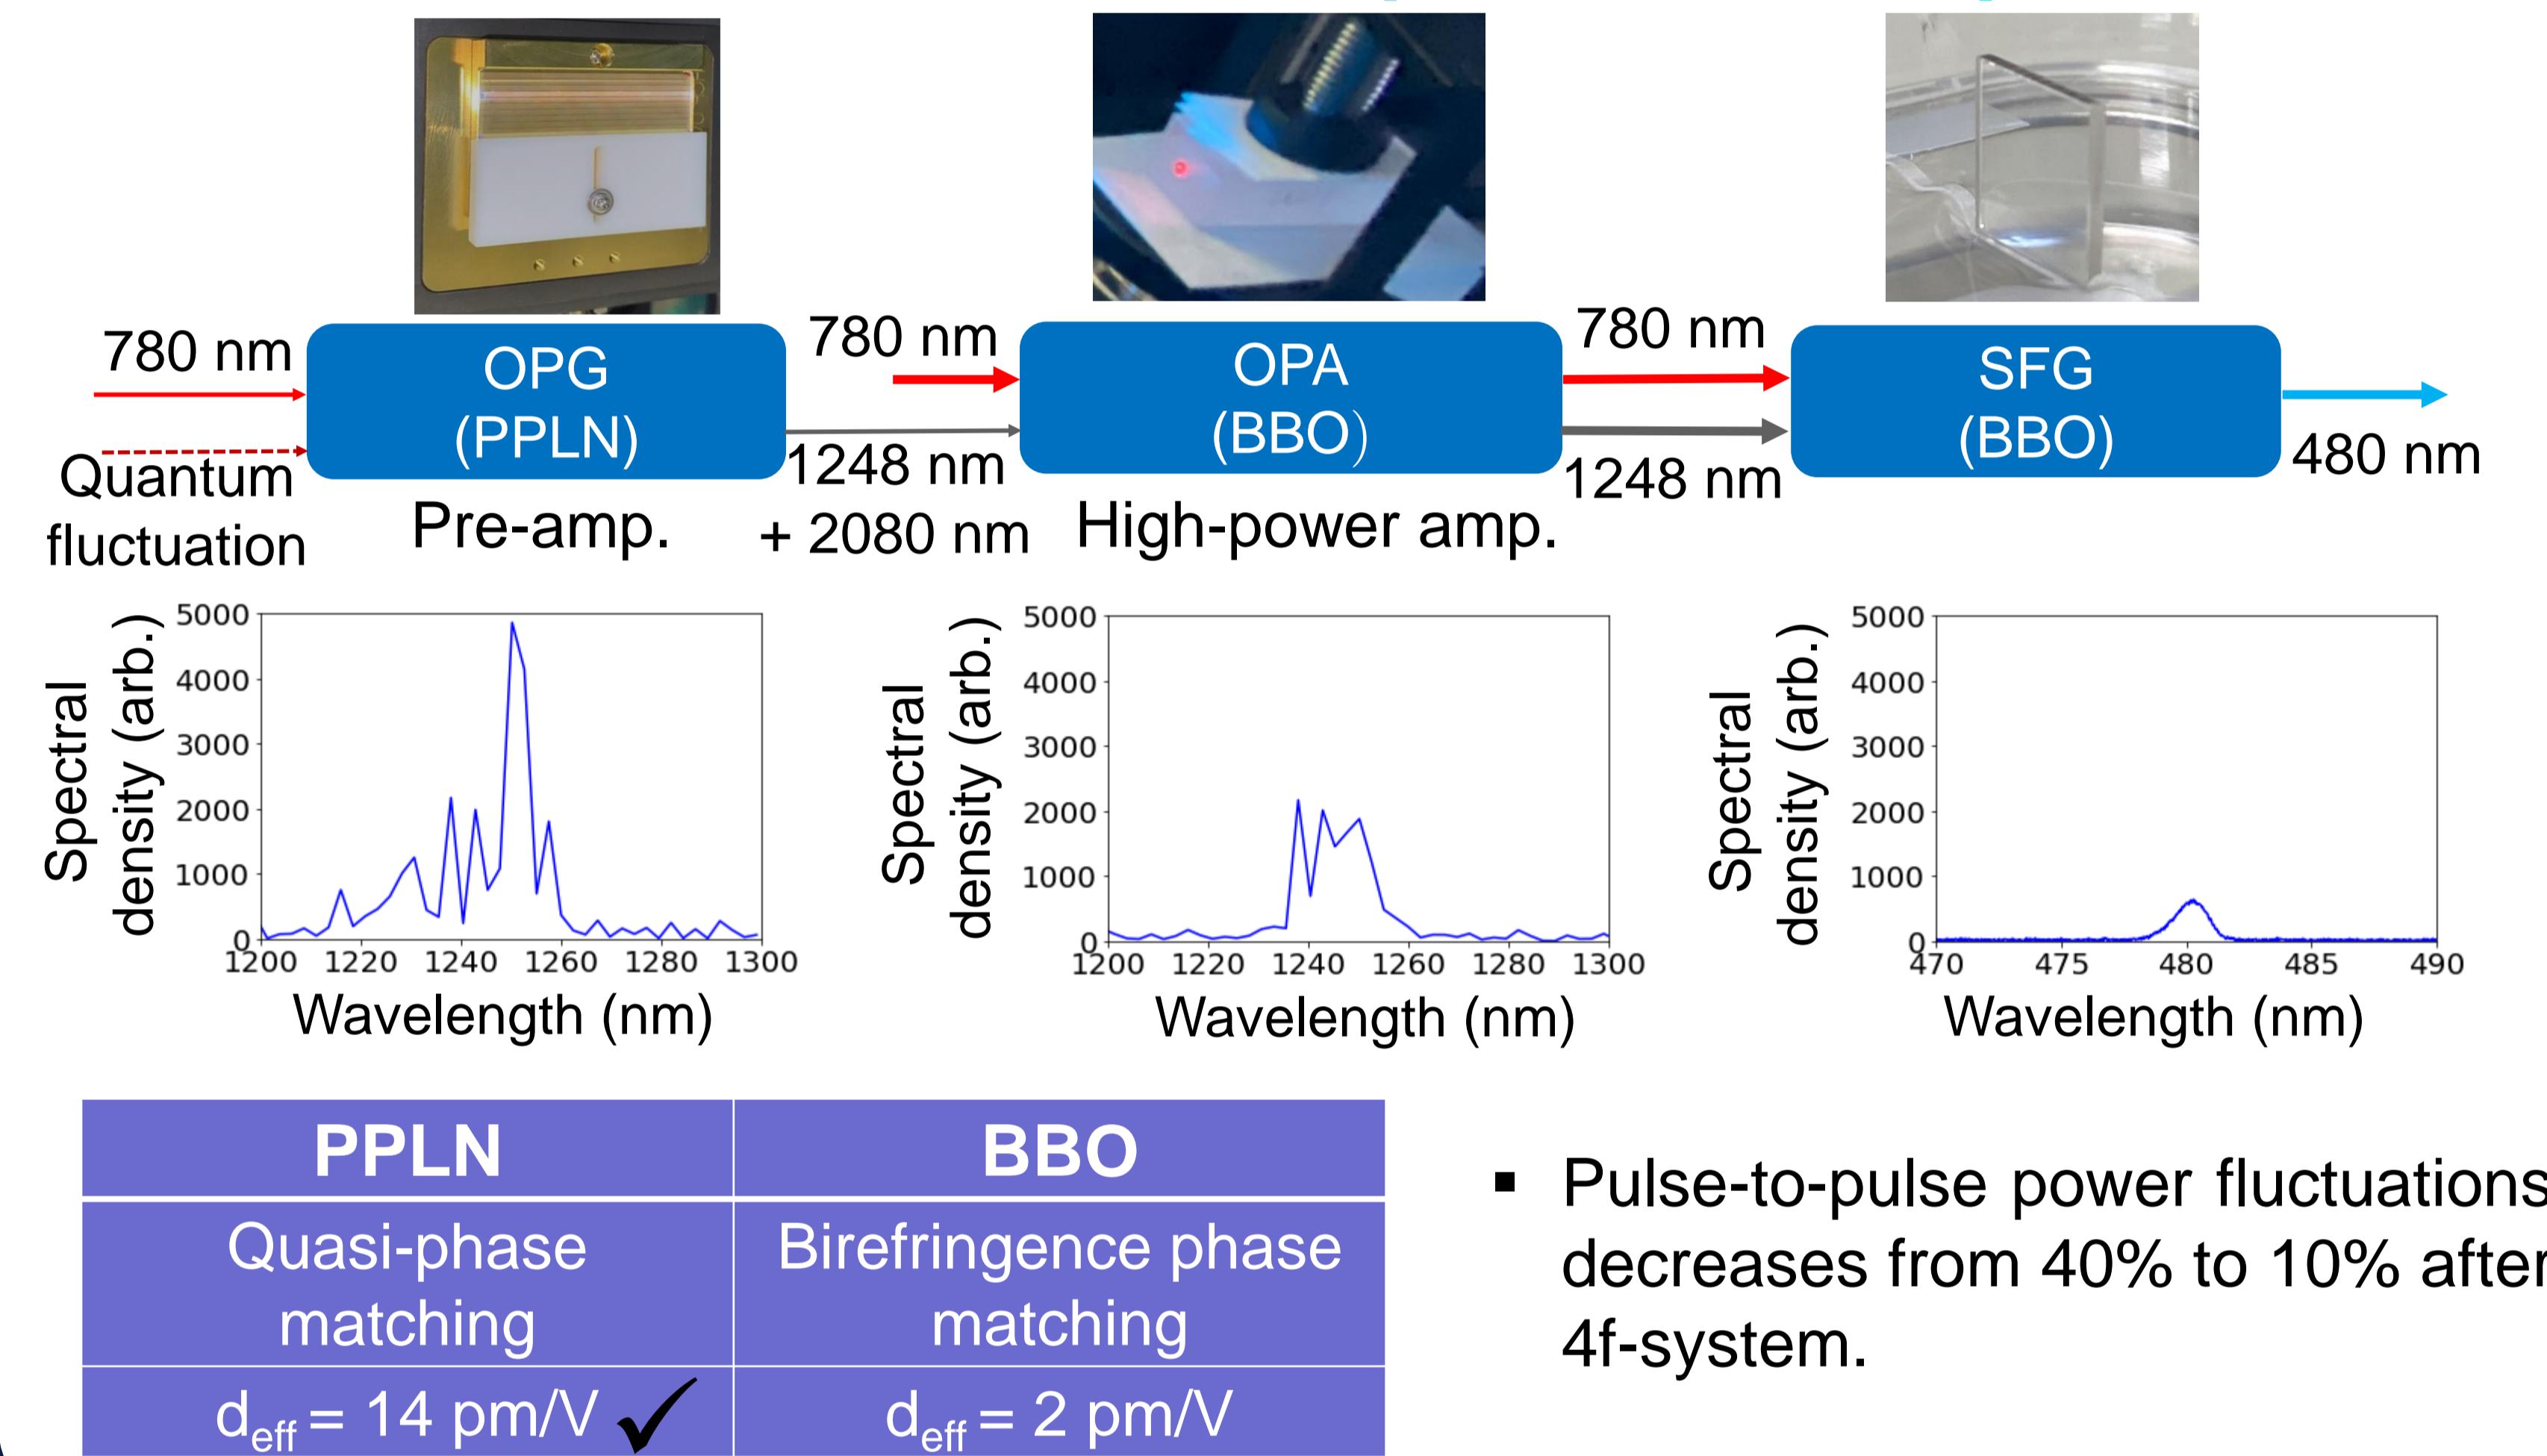 780 nm
Quantum
fluctuation
OPG
(PPLN)
Pre-amp.
780 nm
1248 nm
+ 2080 nm
OPA
(BBO)
High-power amp.
780 nm
1248 nm
SFG
(BBO)
480 nm
Spectral
density (arb.)
5000
4000
3000
2000
1000
0
1200 1220 1240 1260 1280 1300
Wavelength (nm)
Spectral
density (arb.)
5000
4000
3000
2000
1000
0
1200 1220 1240 1260 1280 1300
Wavelength (nm)
Spectral
density (arb.)
5000
4000
3000
2000
1000
0
470 475 480 485 490
Wavelength (nm)
PPLN BBO
Quasi-phase
matching
Birefringence phase
matching
d_eff = 14 pm/V ✓
d_eff = 2 pm/V
▪ Pulse-to-pulse power fluctuations
decreases from 40% to 10% after
4f-system.